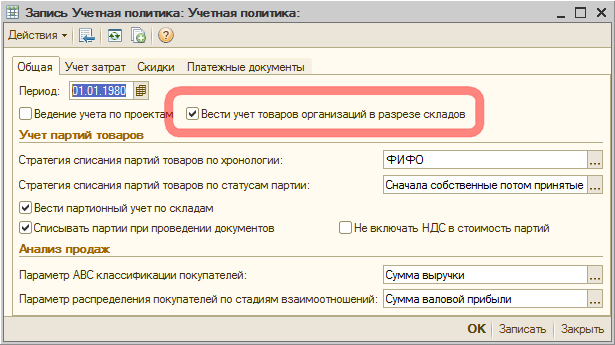 Запись Учетная политика: Учетная политика:
Действия
Общая Учет затрат Скидки Платежные документы
Период: 01.01.1980
Ведение учета по проектам Вести учет товаров организаций в разрезе складов
Учет партий товаров
Стратегия списания партий товаров по хронологии: ФИФО ...
Стратегия списания партий товаров по статусам партии: Сначала собственные потом принятые ...
Вести партионный учет по складам
Списывать партии при проведении документов Не включать НДС в стоимость партий
Анализ продаж
Параметр АВС классификации покупателей: Сумма выручки ...
Параметр распределения покупателей по стадиям взаимоотношений: Сумма валовой прибыли ...
OK Записать Закрыть